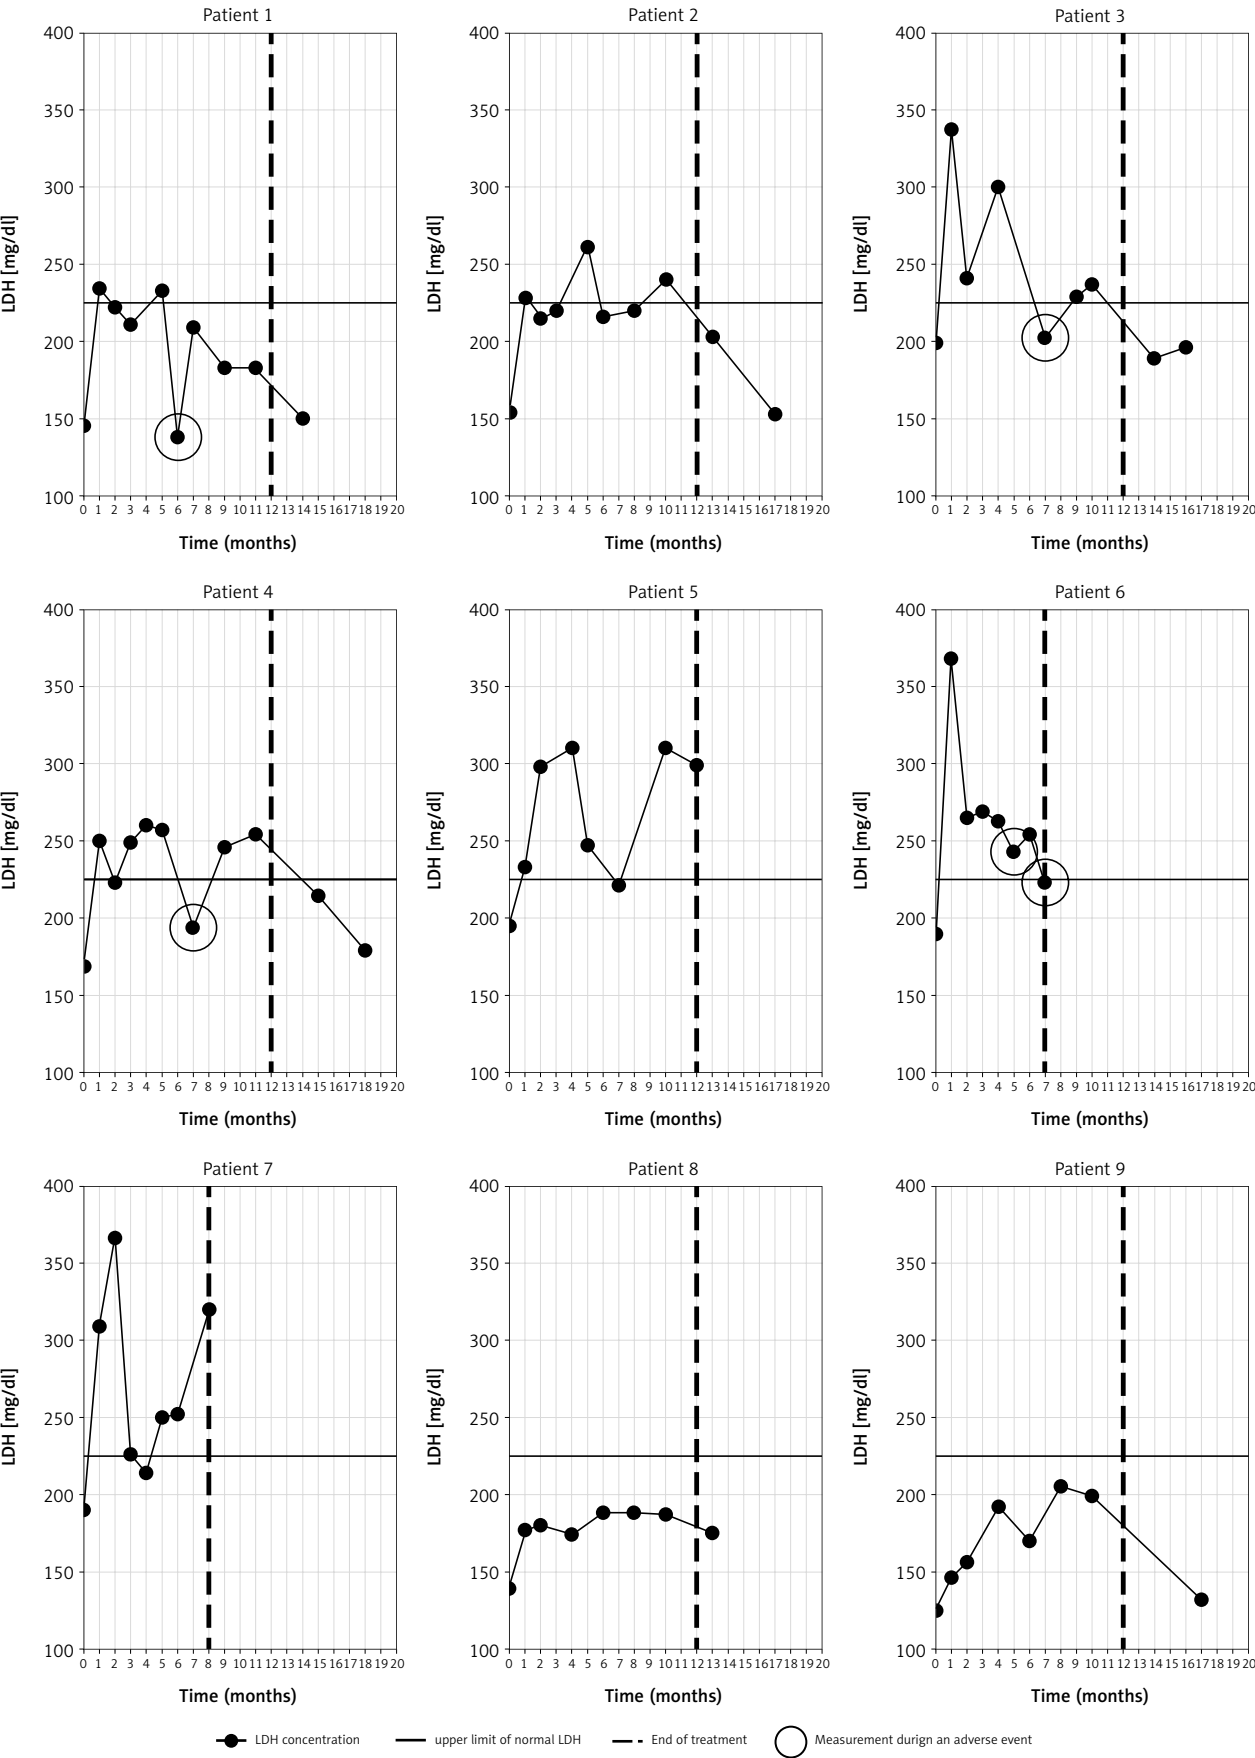 Patient 1 Patient 2 Patient 3
400 400 400
350 350 350
300 300 300
250 250 250
200 200 200
150 150 150
100 100 100
LDH [mg/dl] LDH [mg/dl] LDH [mg/dl]
0 1 2 3 4 5 6 7 8 9 10 11 12 13 14 15 16 17 18 19 20 0 1 2 3 4 5 6 7 8 9 10 11 12 13 14 15 16 17 18 19 20 0 1 2 3 4 5 6 7 8 9 10 11 12 13 14 15 16 17 18 19 20
Time (months) Time (months) Time (months)
Patient 4 Patient 5 Patient 6
400 400 400
350 350 350
300 300 300
250 250 250
200 200 200
150 150 150
100 100 100
LDH [mg/dl] LDH [mg/dl] LDH [mg/dl]
0 1 2 3 4 5 6 7 8 9 10 11 12 13 14 15 16 17 18 19 20 0 1 2 3 4 5 6 7 8 9 10 11 12 13 14 15 16 17 18 19 20 0 1 2 3 4 5 6 7 8 9 10 11 12 13 14 15 16 17 18 19 20
Time (months) Time (months) Time (months)
Patient 7 Patient 8 Patient 9
400 400 400
350 350 350
300 300 300
250 250 250
200 200 200
150 150 150
100 100 100
LDH [mg/dl] LDH [mg/dl] LDH [mg/dl]
0 1 2 3 4 5 6 7 8 9 10 11 12 13 14 15 16 17 18 19 20 0 1 2 3 4 5 6 7 8 9 10 11 12 13 14 15 16 17 18 19 20 0 1 2 3 4 5 6 7 8 9 10 11 12 13 14 15 16 17 18 19 20
Time (months) Time (months) Time (months)
LDH concentration upper limit of normal LDH End of treatment Measurement durign an adverse event